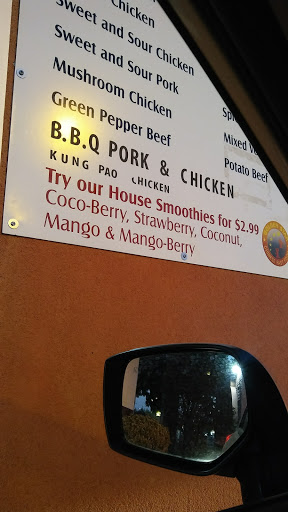 Chicken
Sweet and Sour Chicken
Sweet and Sour Pork
Mushroom Chicken
Green Pepper Beef
Mixed
Potato Beef
B.B.Q PORK & CHICKEN
KUNG PAO CHICKEN
Try our House Smoothies for $2.99
Coco-Berry, Strawberry, Coconut,
Mango & Mango-Berry